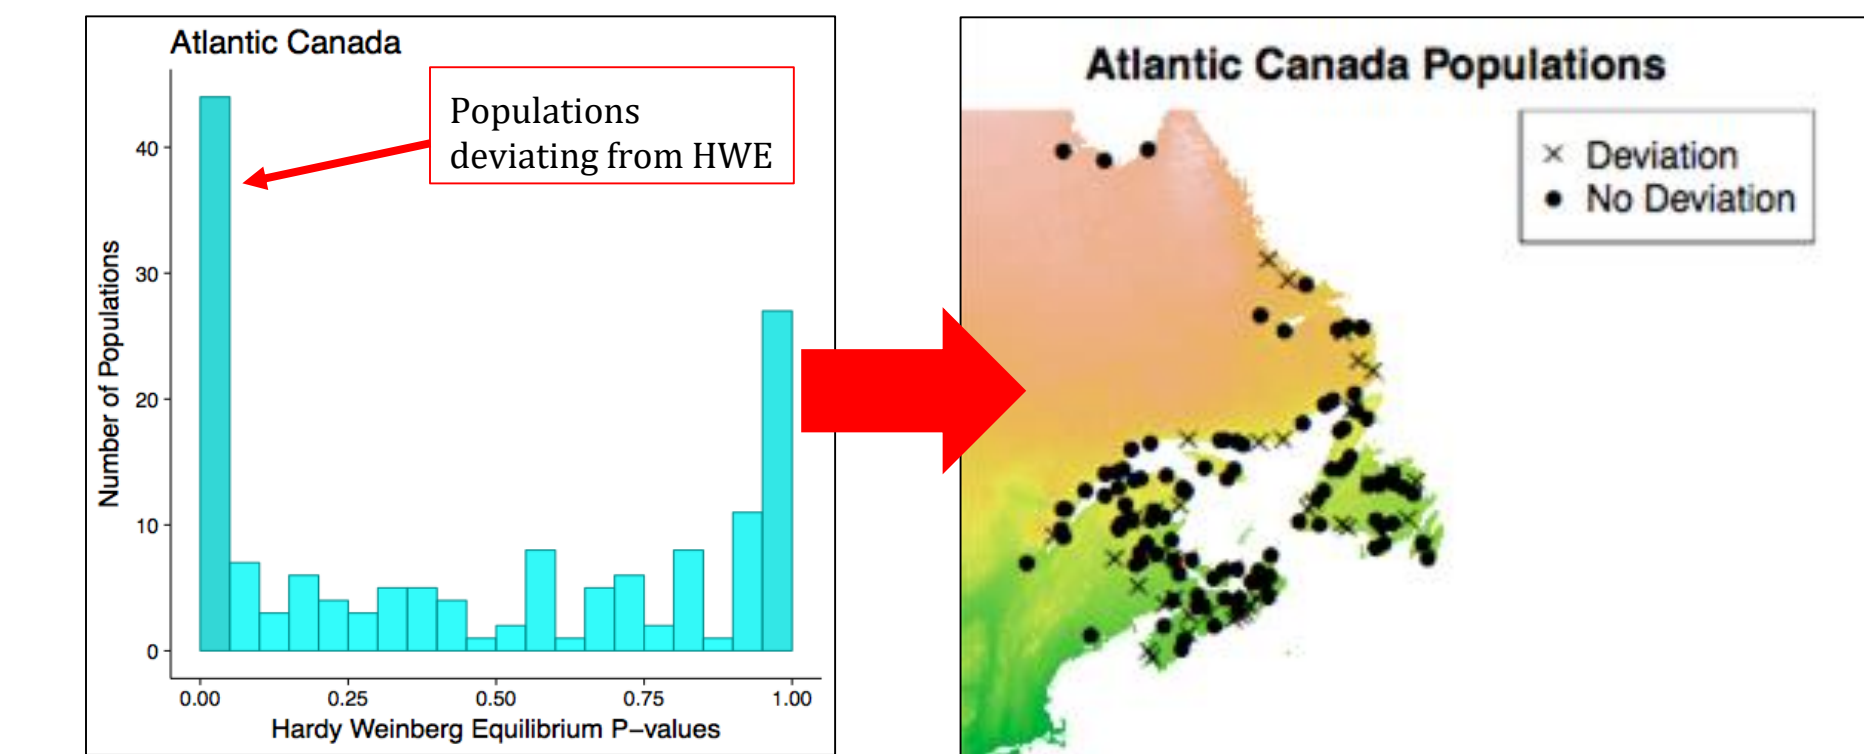 Atlantic Canada
Populations
deviating from HWE
40
30
20
10
0
Number of Populations
0.00 0.25 0.50 0.75 1.00
Hardy Weinberg Equilibrium P−values
Atlantic Canada Populations
× Deviation
● No Deviation